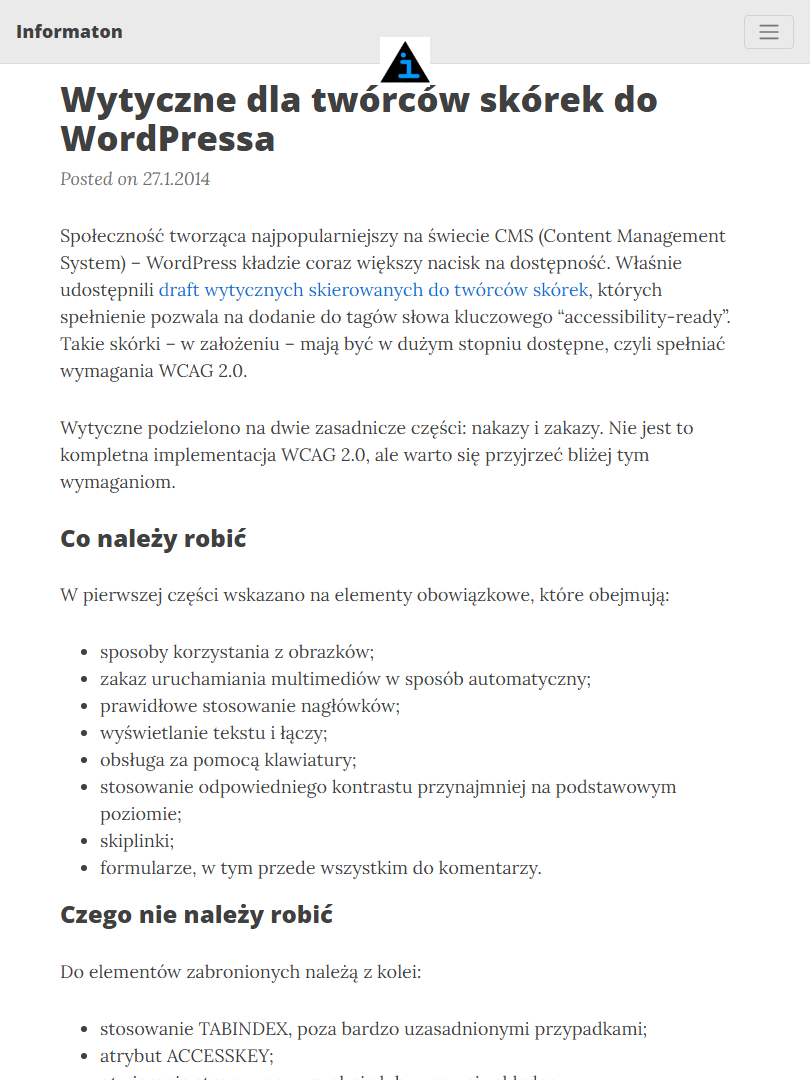 Informaton
i
Wytyczne dla twórców skórek do
WordPressa
Posted on 27.1.2014
Społeczność tworząca najpopularniejszy na świecie CMS (Content Management
System) – WordPress kładzie coraz większy nacisk na dostępność. Właśnie
udostępnili draft wytycznych skierowanych do twórców skórek, których
spełnienie pozwala na dodanie do tagów słowa kluczowego “accessibility-ready”.
Takie skórki – w założeniu – mają być w dużym stopniu dostępne, czyli spełniać
wymagania WCAG 2.0.
Wytyczne podzielono na dwie zasadnicze części: nakazy i zakazy. Nie jest to
kompletna implementacja WCAG 2.0, ale warto się przyjrzeć bliżej tym
wymaganiom.
Co należy robić
W pierwszej części wskazano na elementy obowiązkowe, które obejmują:
sposoby korzystania z obrazków;
zakaz uruchamiania multimediów w sposób automatyczny;
prawidłowe stosowanie nagłówków;
wyświetlanie tekstu i łączy;
obsługa za pomocą klawiatury;
stosowanie odpowiedniego kontrastu przynajmniej na podstawowym
poziomie;
skiplinki;
formularze, w tym przede wszystkim do komentarzy.
Czego nie należy robić
Do elementów zabronionych należą z kolei:
stosowanie TABINDEX, poza bardzo uzasadnionymi przypadkami;
atrybut ACCESSKEY;